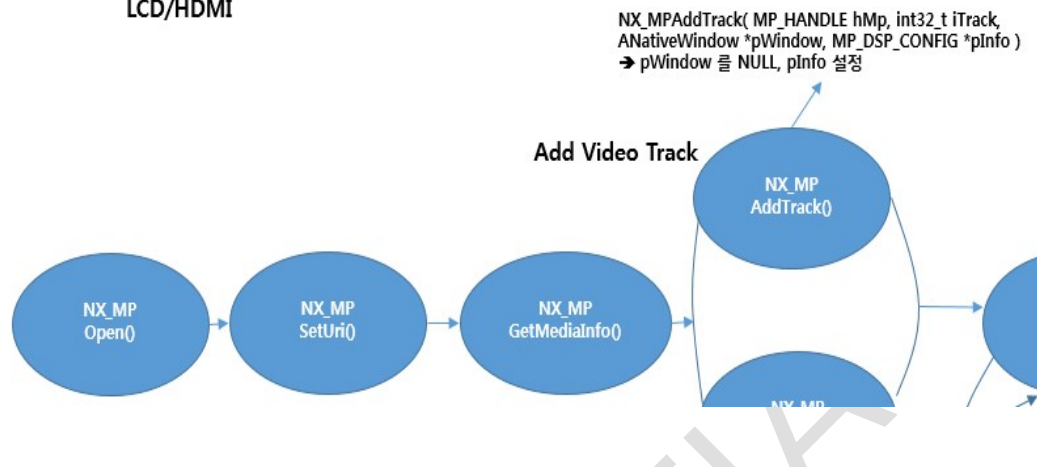 LCD/HDMI
NX_MPAddTrack( MP_HANDLE hMp, int32_t iTrack,
ANativeWindow *pWindow, MP_DSP_CONFIG *pInfo )
➔ pWindow 를 NULL, pInfo 설정
Add Video Track
NX_MP
AddTrack()
NX_MP
Open()
NX_MP
SetUri()
NX_MP
GetMediaInfo()
NX_MP